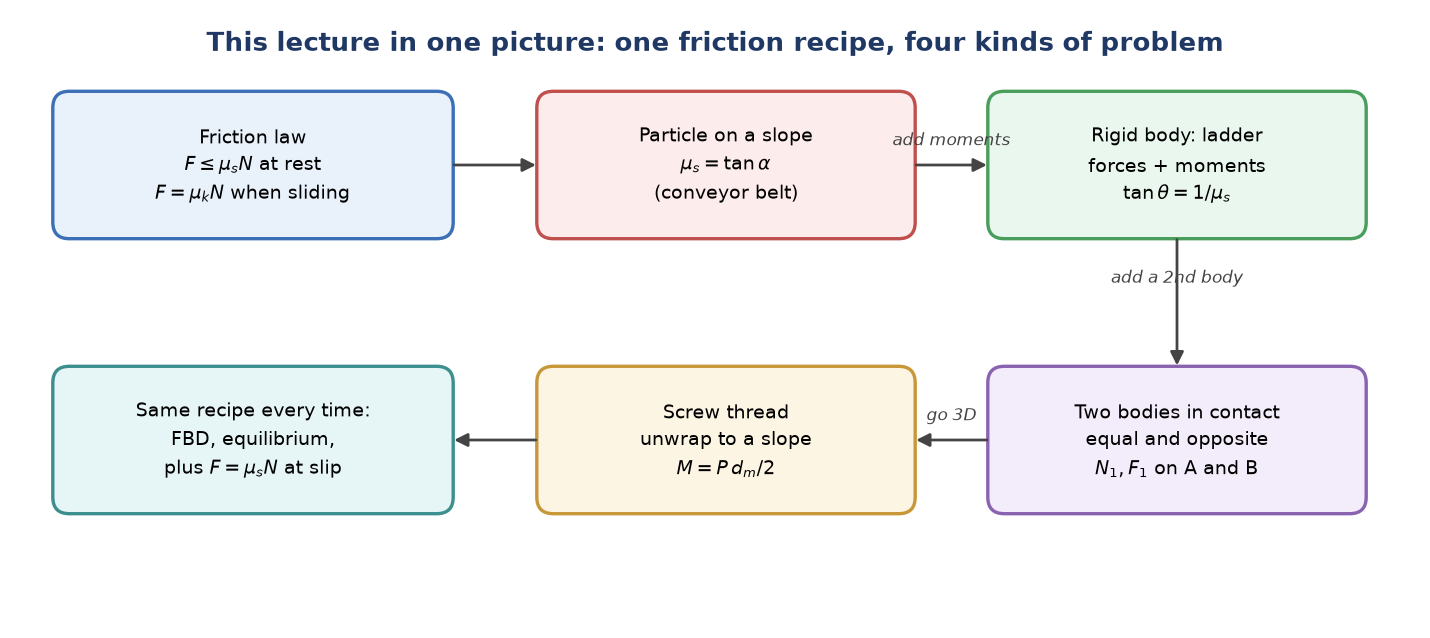 This lecture in one picture: one friction recipe, four kinds of problem
Friction law
F ≤ μₛN at rest
F = μₖN when sliding
Particle on a slope
μₛ = tan α
(conveyor belt)
add moments
Rigid body: ladder
forces + moments
tan θ = 1/μₛ
add a 2nd body
Two bodies in contact
equal and opposite
N₁, F₁ on A and B
go 3D
Screw thread
unwrap to a slope
M = P dₘ/2
Same recipe every time:
FBD, equilibrium,
plus F = μₛN at slip